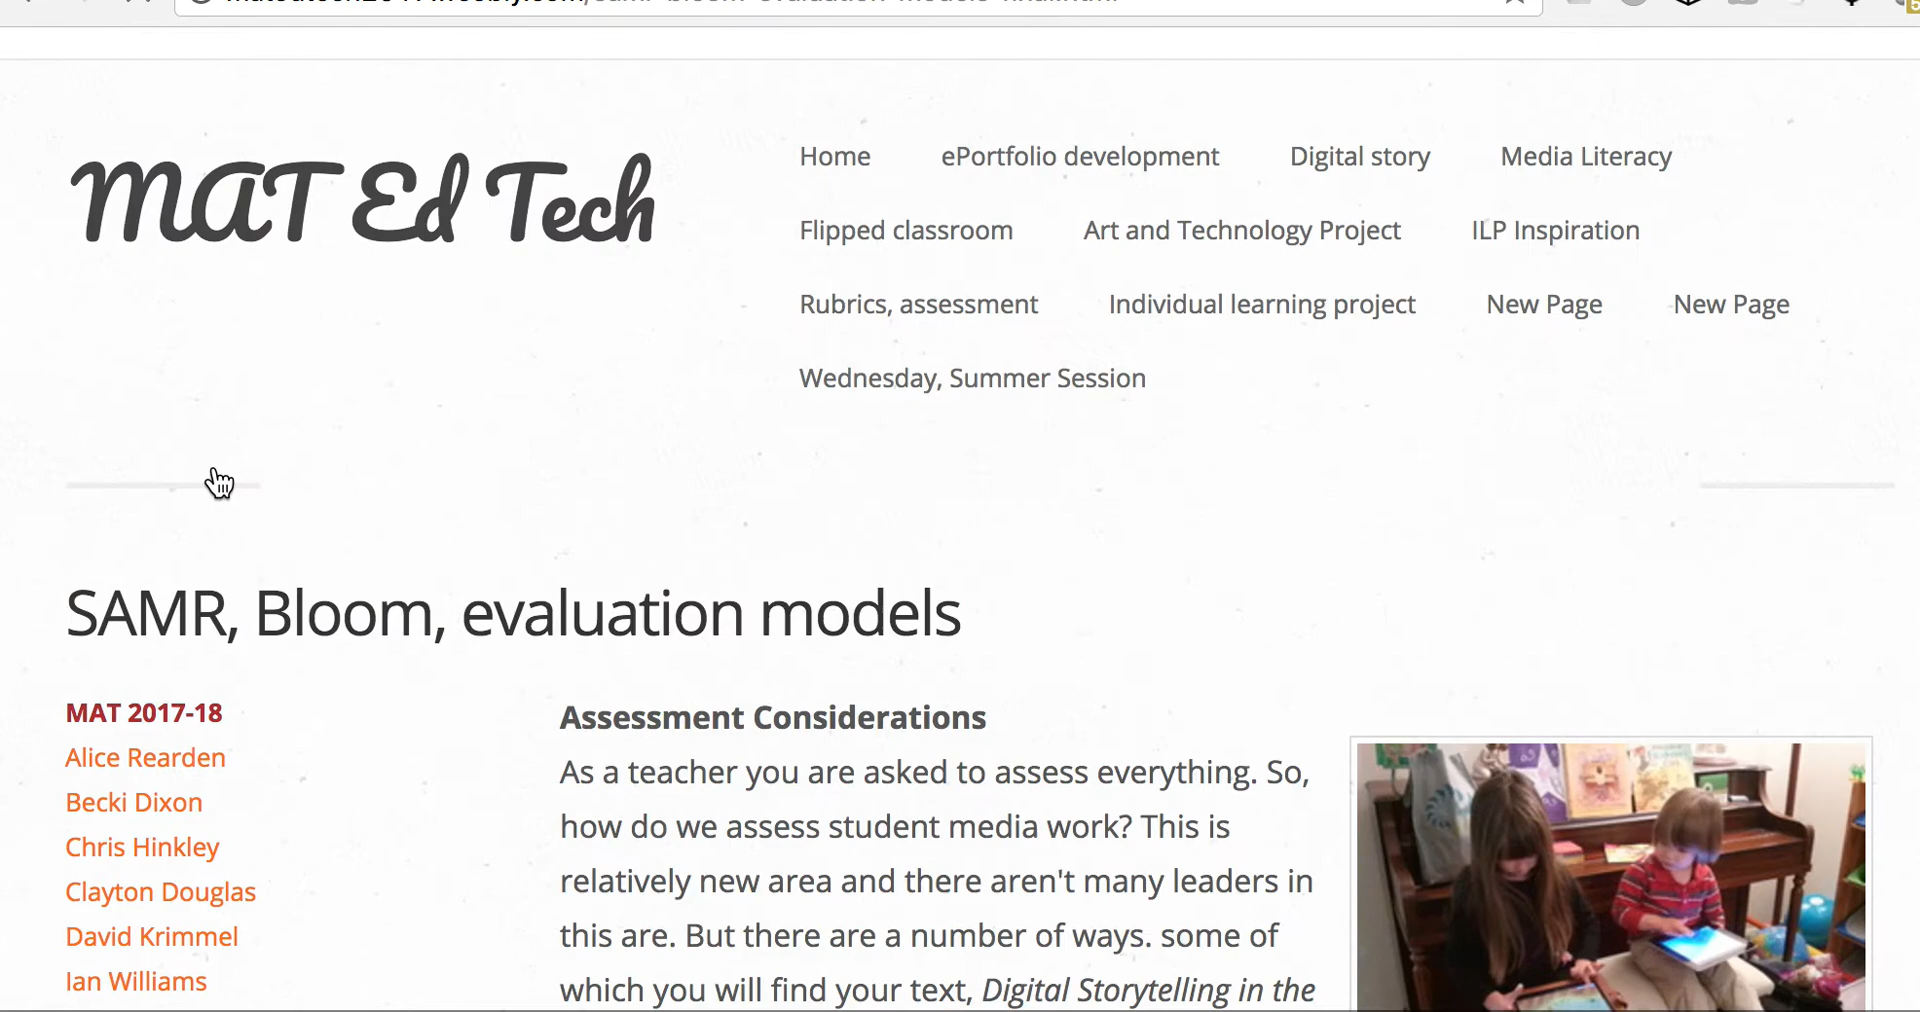 MAT Ed Tech
Home ePortfolio development Digital story Media Literacy
Flipped classroom Art and Technology Project ILP Inspiration
Rubrics, assessment Individual learning project New Page New Page
Wednesday, Summer Session
SAMR, Bloom, evaluation models
MAT 2017-18
Alice Rearden
Becki Dixon
Chris Hinkley
Clayton Douglas
David Krimmel
Ian Williams
Assessment Considerations
As a teacher you are asked to assess everything. So,
how do we assess student media work? This is
relatively new area and there aren't many leaders in
this are. But there are a number of ways. some of
which you will find your text, Digital Storytelling in the